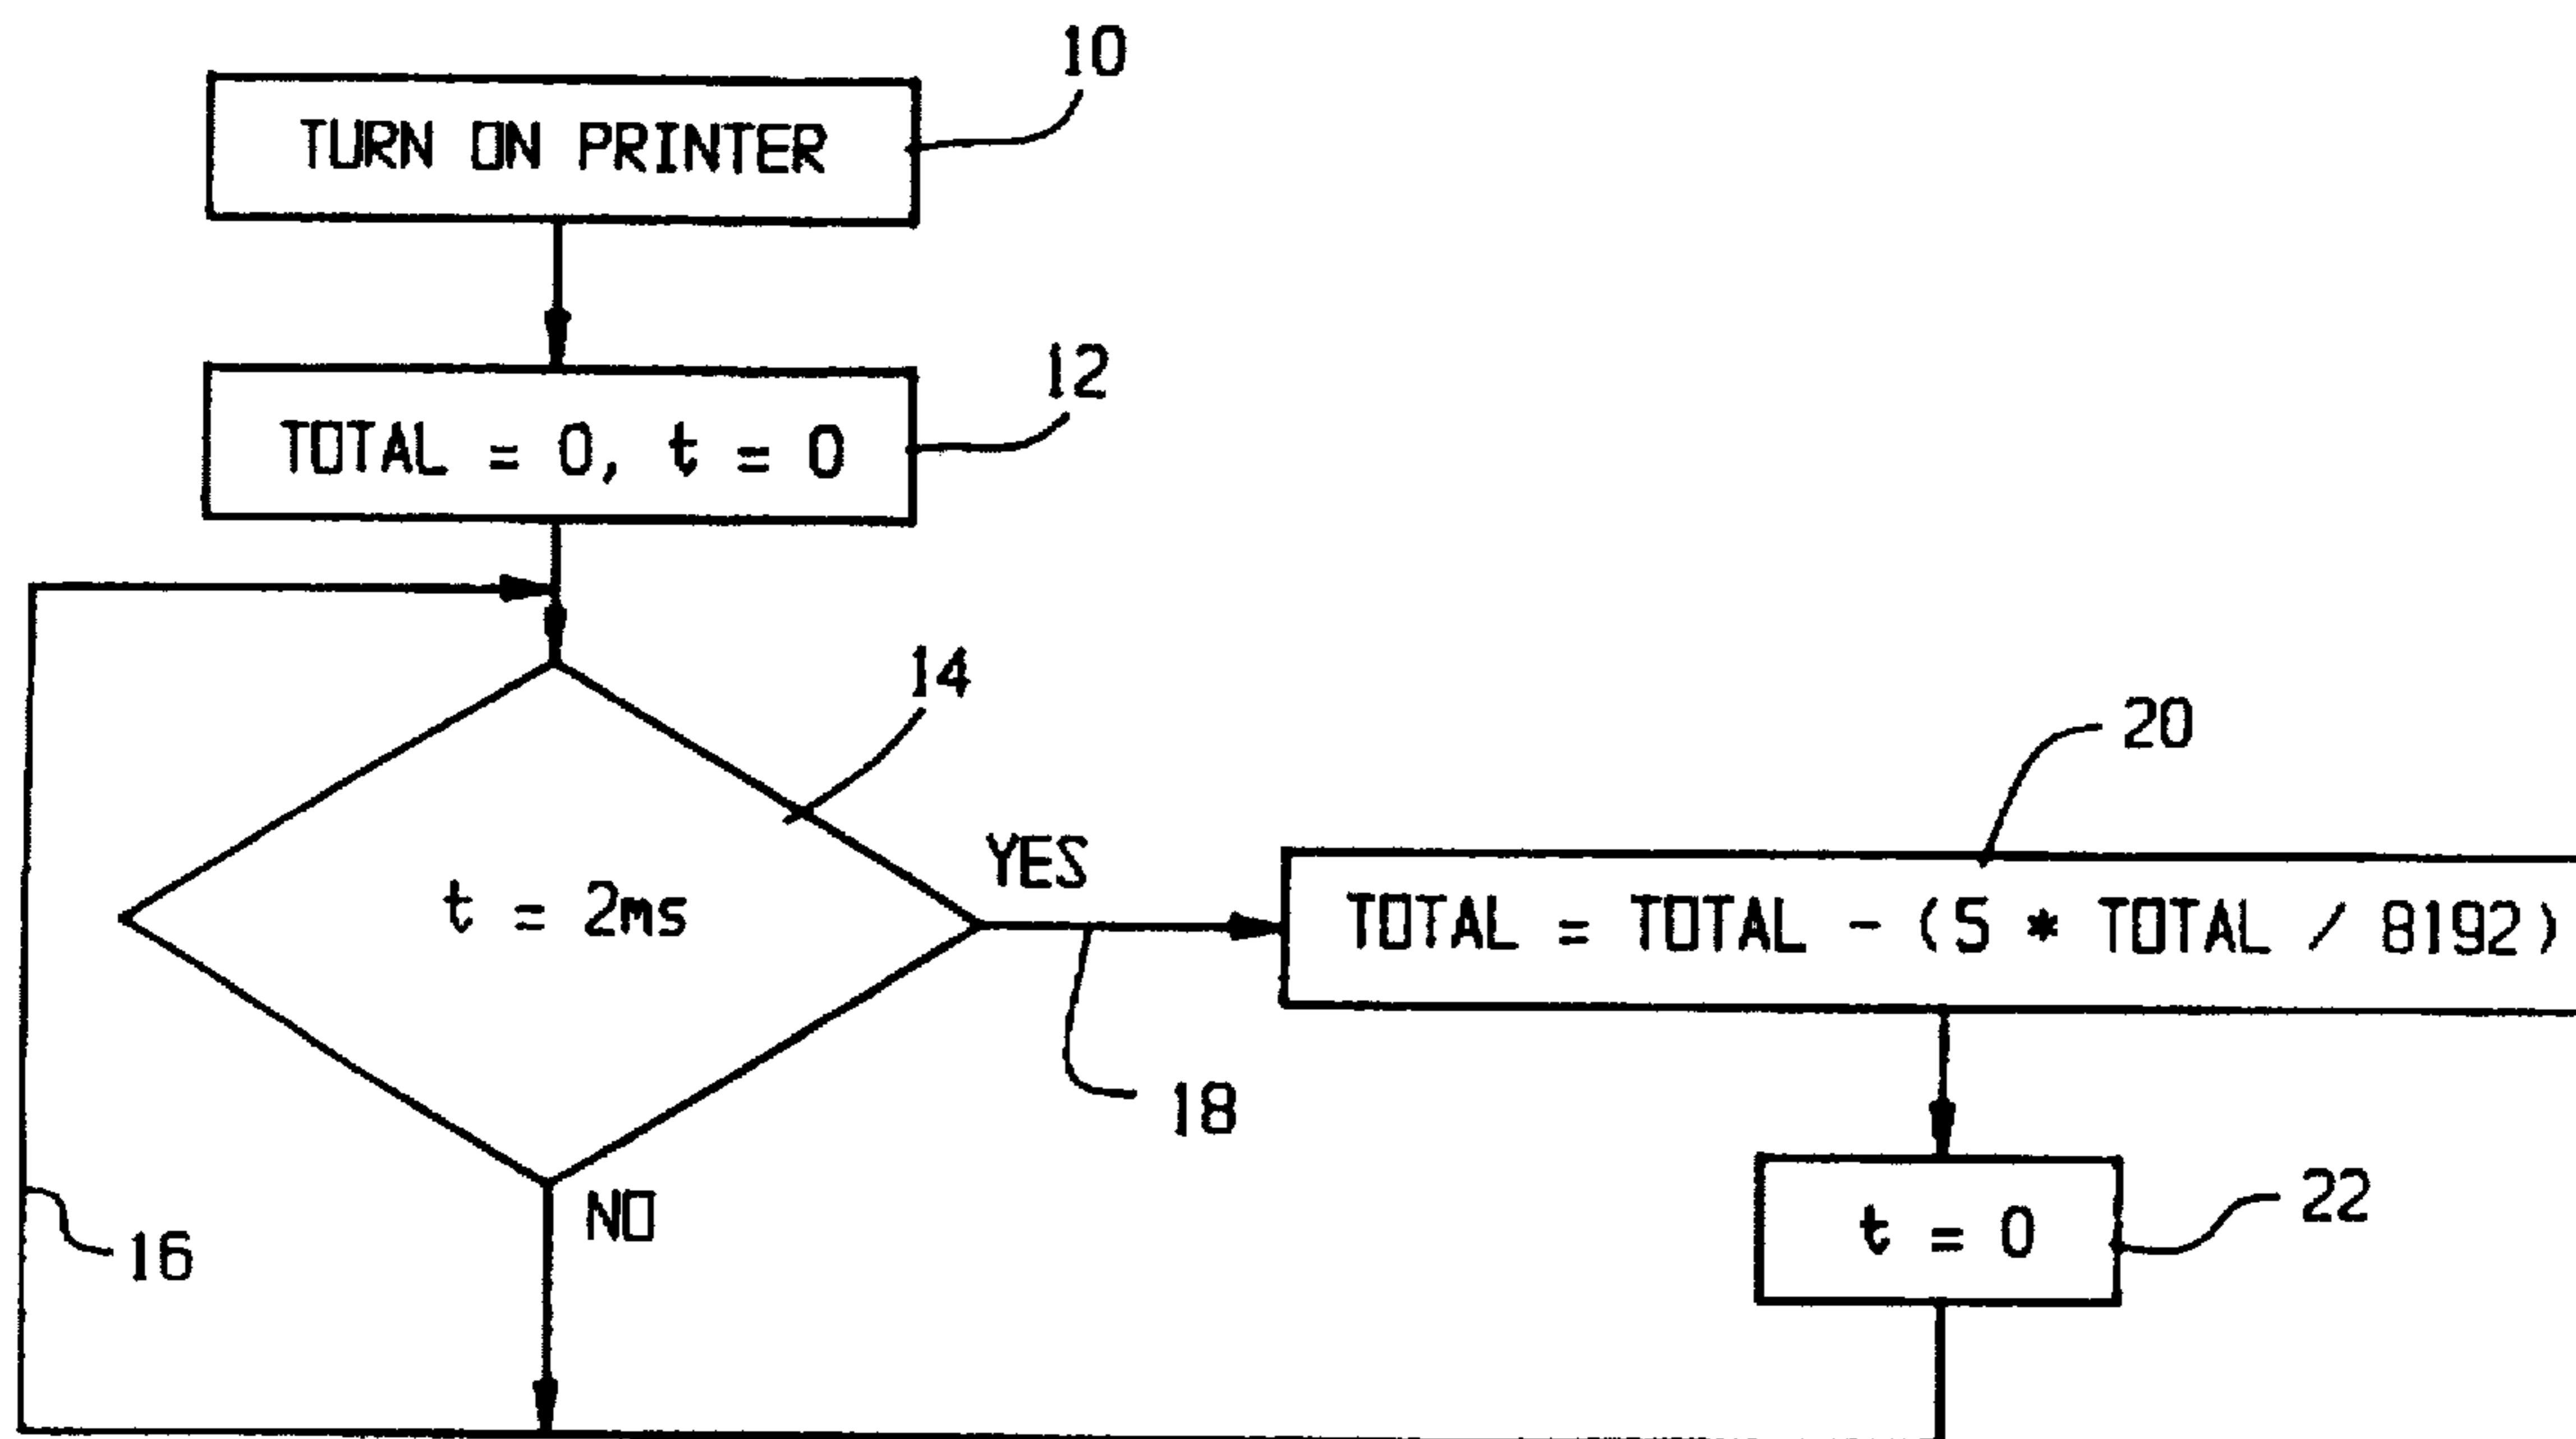 10
TURN ON PRINTER
12
TOTAL = 0, t = 0
14
t = 2ms
YES
NO
16
18
20
TOTAL = TOTAL - (5 * TOTAL / 8192)
22
t = 0